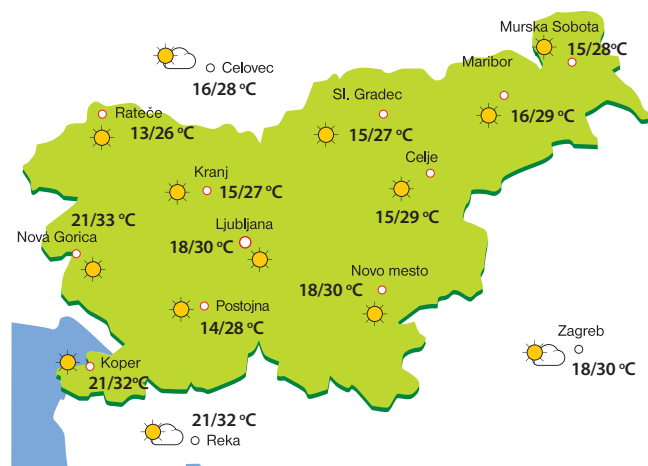 Murska Sobota
15/28°C
Celovec
16/28 °C
Maribor
16/29 °C
Sl. Gradec
15/27 °C
Rateče
13/26 °C
Celje
15/29 °C
Kranj
15/27 °C
21/33 °C
Nova Gorica
Ljubljana
18/30 °C
Novo mesto
18/30 °C
Postojna
14/28 °C
Zagreb
18/30 °C
Koper
21/32°C
21/32 °C
Reka